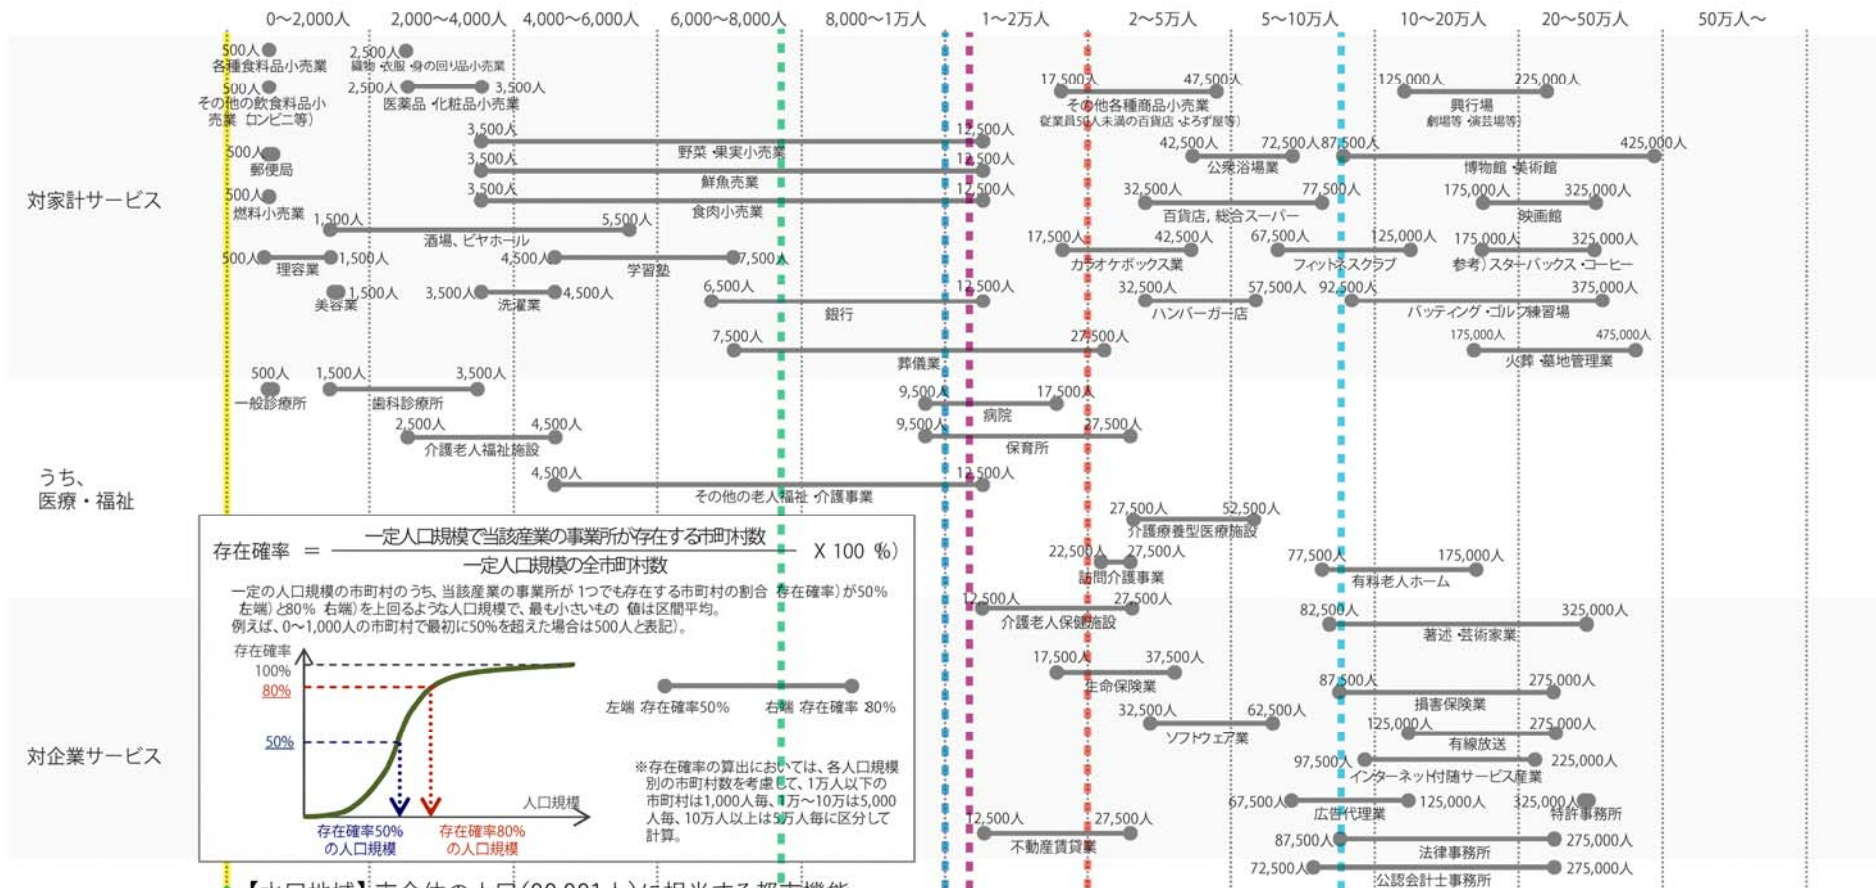 0～2,000人 2,000～4,000人 4,000～6,000人 6,000～8,000人 8,000～1万人 1～2万人 2～5万人 5～10万人 10～20万人 20～50万人 50万人～
対家計サービス
500人
各種食料品小売業
2,500人
織物・衣服・身の回り品小売業
500人
その他の飲食料品小
売業（コンビニ等）
2,500人 3,500人
医薬品・化粧品小売業
17,500人 47,500人
その他各種商品小売業
従業員50人未満の百貨店・よろず屋等）
125,000人 225,000人
興行場
劇場等・演芸場等）
3,500人 12,500人
野菜・果実小売業
500人
郵便局
3,500人 12,500人
鮮魚売業
42,500人 72,500人
公衆浴場業
87,500人 425,000人
博物館・美術館
500人
燃料小売業
3,500人 12,500人
食肉小売業
32,500人 77,500人
百貨店，総合スーパー
175,000人 325,000人
映画館
1,500人 5,500人
酒場、ビヤホール
500人 1,500人
理容業
4,500人 7,500人
学習塾
17,500人 42,500人
カラオケボックス業
67,500人 125,000人
フィットネスクラブ
175,000人 325,000人
参考）スターバックス・コーヒー
1,500人
美容業
3,500人 4,500人
洗濯業
6,500人 12,500人
銀行
32,500人 57,500人
ハンバーガー店
92,500人 375,000人
バッティング・ゴルフ練習場
7,500人 27,500人
葬儀業
175,000人 475,000人
火葬・墓地管理業
うち、
医療・福祉
500人
一般診療所
1,500人 3,500人
歯科診療所
9,500人 17,500人
病院
2,500人 4,500人
介護老人福祉施設
9,500人 27,500人
保育所
4,500人 12,500人
その他の老人福祉・介護事業
27,500人 52,500人
介護療養型医療施設
22,500人 27,500人
訪問介護事業
77,500人 175,000人
有料老人ホーム
12,500人 27,500人
介護老人保健施設
対企業サービス
82,500人 325,000人
著述・芸術家業
17,500人 37,500人
生命保険業
87,500人 275,000人
損害保険業
32,500人 62,500人
ソフトウェア業
125,000人 275,000人
有線放送
97,500人 225,000人
インターネット付随サービス産業
67,500人 125,000人
広告代理業
325,000人
特許事務所
12,500人 27,500人
不動産賃貸業
87,500人 275,000人
法律事務所
72,500人 275,000人
公認会計士事務所
存在確率 ＝ 一定人口規模で当該産業の事業所が存在する市町村数 X 100 %）
一定人口規模の全市町村数
一定の人口規模の市町村のうち、当該産業の事業所が1つでも存在する市町村の割合 存在確率）が50%
左端）と80% 右端）を上回るような人口規模で、最も小さいもの 値は区間平均。
例えば、0～1,000人の市町村で最初に50%を超えた場合は500人と表記）。
存在確率
100%
80%
50%
人口規模
存在確率50%
の人口規模
存在確率80%
の人口規模
左端：存在確率50% 右端：存在確率80%
※存在確率の算出においては、各人口規模
別の市町村数を考慮して、1万人以下の
市町村は1,000人毎、1万～10万は5,000
人毎、10万人以上は5万人毎に区分して
計算。